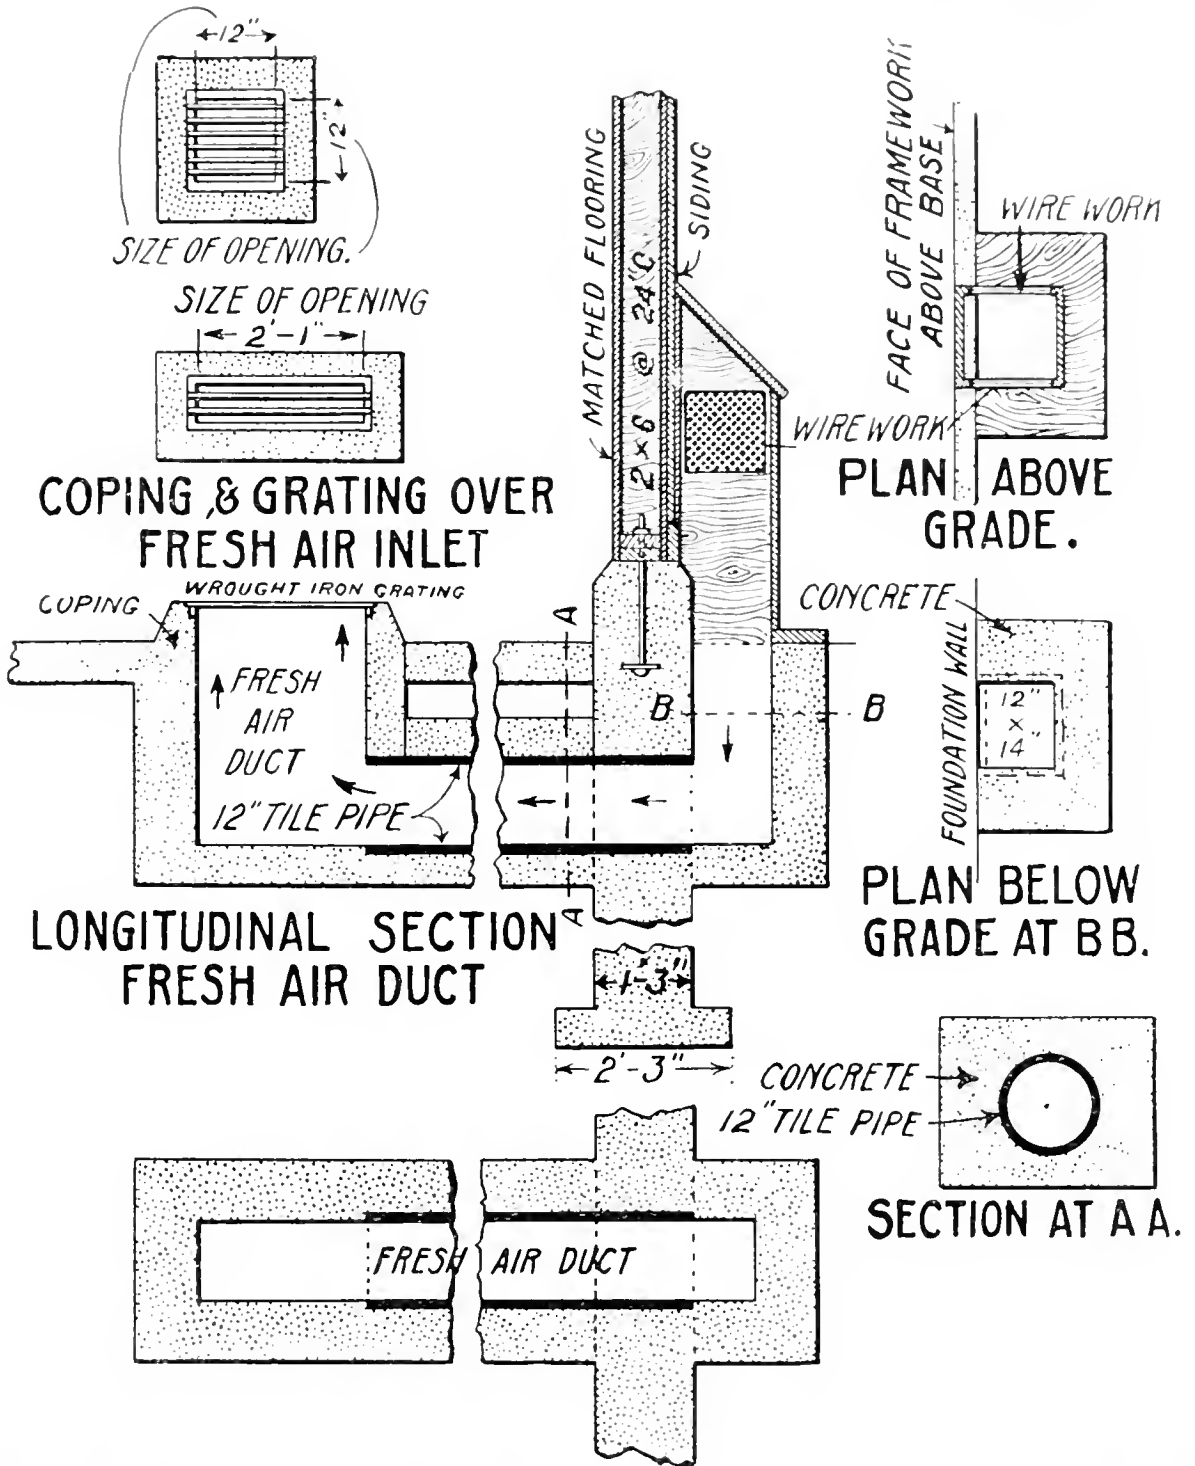 12"
12"
SIZE OF OPENING.
SIZE OF OPENING
2'-1"
COPING & GRATING OVER
FRESH AIR INLET
MATCHED FLOORING
2 x 6 @ 24" C
SIDING
WIRE WORK
FACE OF FRAMEWORK
ABOVE BASE
WIRE WORK
PLAN ABOVE
GRADE.
COPING
WROUGHT IRON GRATING
FRESH
AIR
DUCT
12" TILE PIPE
A
A
B
B
CONCRETE
FOUNDATION WALL
12"
x
14"
PLAN BELOW
GRADE AT B B.
LONGITUDINAL SECTION
FRESH AIR DUCT
1'-3"
2'-3"
CONCRETE
12" TILE PIPE
SECTION AT A A.
FRESH AIR DUCT